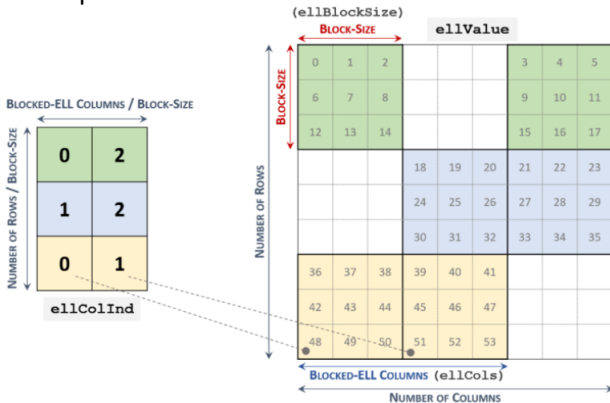 (ellBlockSize)
BLOCK-SIZE
ellValue
BLOCK-SIZE
NUMBER OF ROWS
0 1 2 3 4 5
6 7 8 9 10 11
12 13 14 15 16 17
18 19 20 21 22 23
24 25 26 27 28 29
30 31 32 33 34 35
36 37 38 39 40 41
42 43 44 45 46 47
48 49 50 51 52 53
BLOCKED-ELL COLUMNS (ellCols)
NUMBER OF COLUMNS
BLOCKED-ELL COLUMNS / BLOCK-SIZE
NUMBER OF ROWS / BLOCK-SIZE
0 2
1 2
0 1
ellColInd